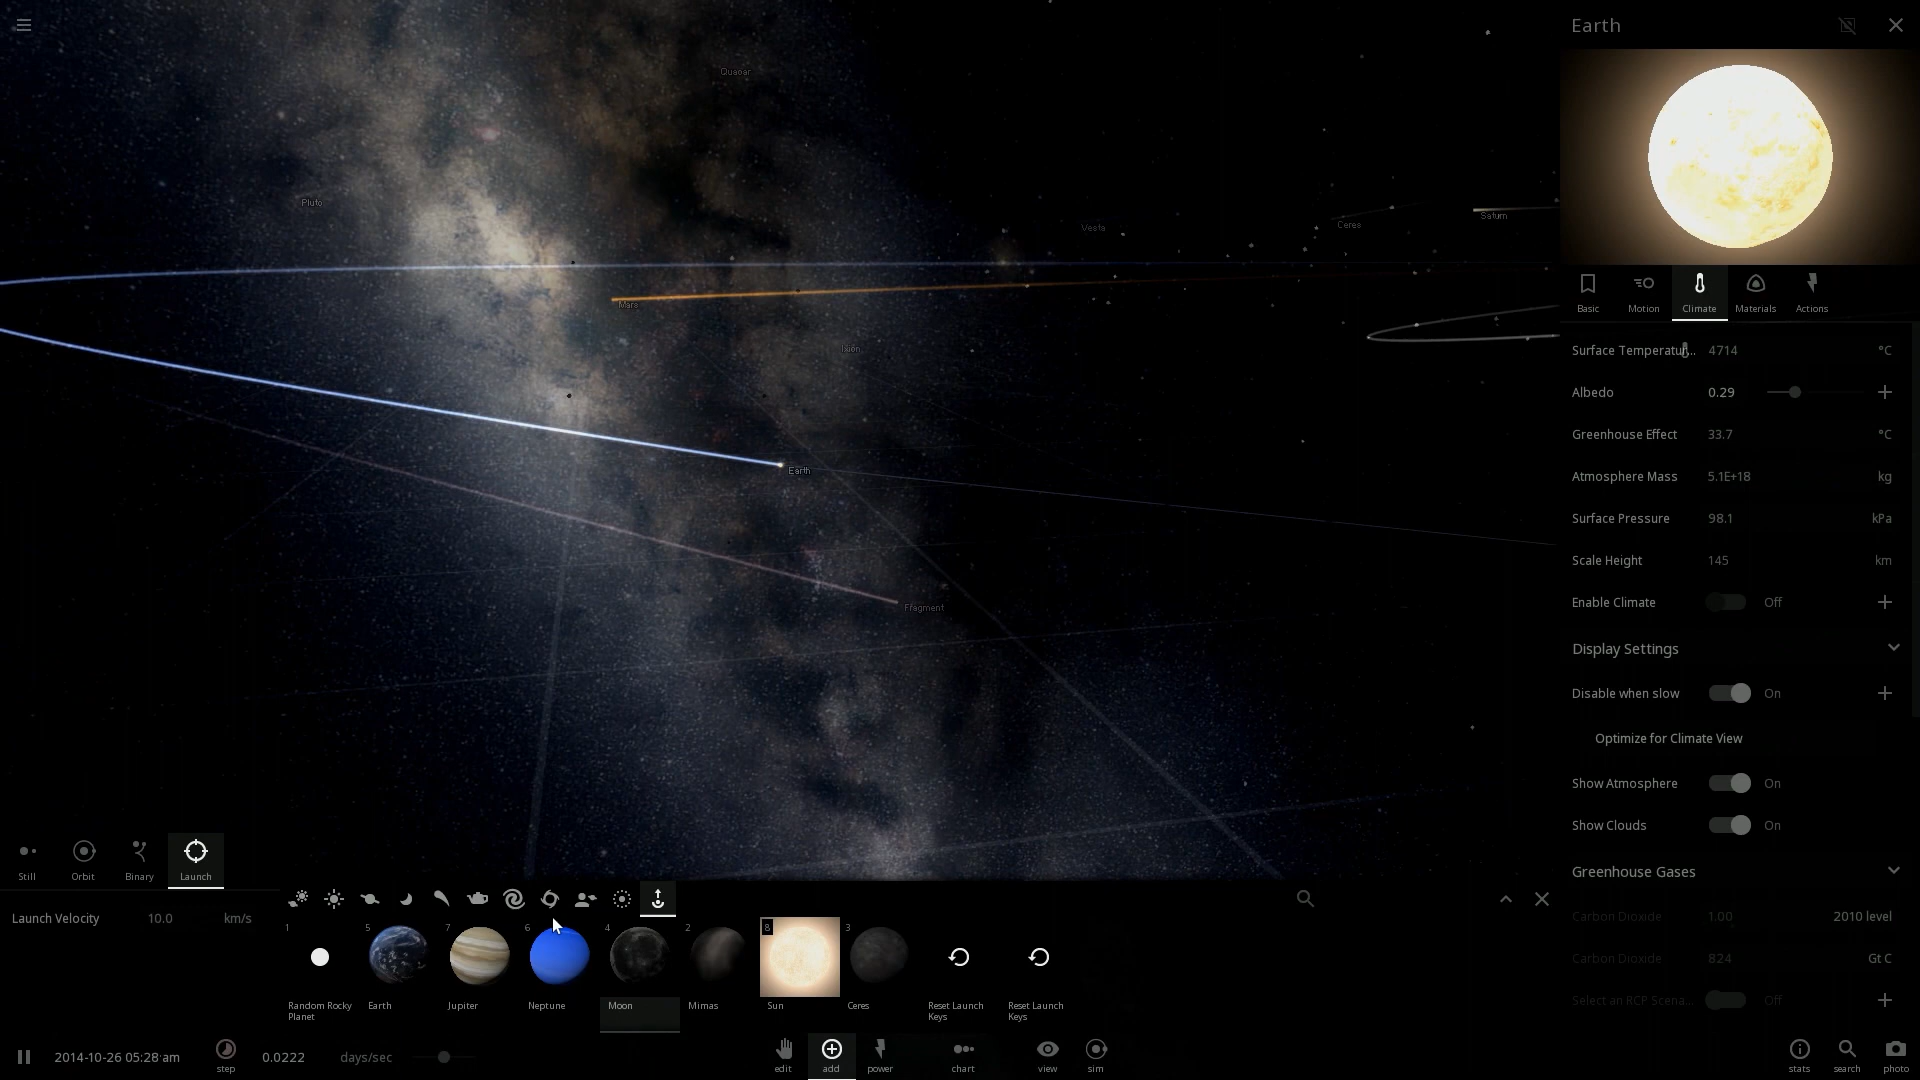 Earth
Quaoar
Pluto
Vesta
Ceres
Saturn
Mars
Ixion
Earth
Fragment
Basic
Motion
Climate
Materials
Actions
Surface Temperatur... 4714 °C
Albedo 0.29
Greenhouse Effect 33.7 °C
Atmosphere Mass 5.1E+18 kg
Surface Pressure 98.1 kPa
Scale Height 145 km
Enable Climate Off
Display Settings
Disable when slow On
Optimize for Climate View
Show Atmosphere On
Show Clouds On
Greenhouse Gases
Carbon Dioxide 1.00 2010 level
Carbon Dioxide 824 Gt C
Select an RCP Scena... Off
Still
Orbit
Binary
Launch
Launch Velocity 10.0 km/s
1
5
7
6
4
2
8
3
Random Rocky
Planet
Earth
Jupiter
Neptune
Moon
Mimas
Sun
Ceres
Reset Launch
Keys
Reset Launch
Keys
2014-10-26 05:28 am
step
0.0222 days/sec
edit
add
power
chart
view
sim
stats
search
photo